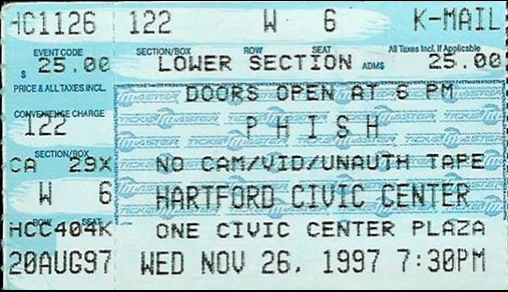 HC1126 122 W 6 K-MAIL
EVENT CODE SECTION/BOX ROW SEAT All Taxes Incl. If Applicable
$ 25.00 LOWER SECTION ADM$ 25.00
PRICE & ALL TAXES INCL. DOORS OPEN AT 6 PM
CONVENIENCE CHARGE
122 PHISH
SECTION/BOX
CA 29X NO CAM/VID/UNAUTH TAPE
W 6 HARTFORD CIVIC CENTER
ROW SEAT
HCC404K ONE CIVIC CENTER PLAZA
20AUG97 WED NOV 26, 1997 7:30PM